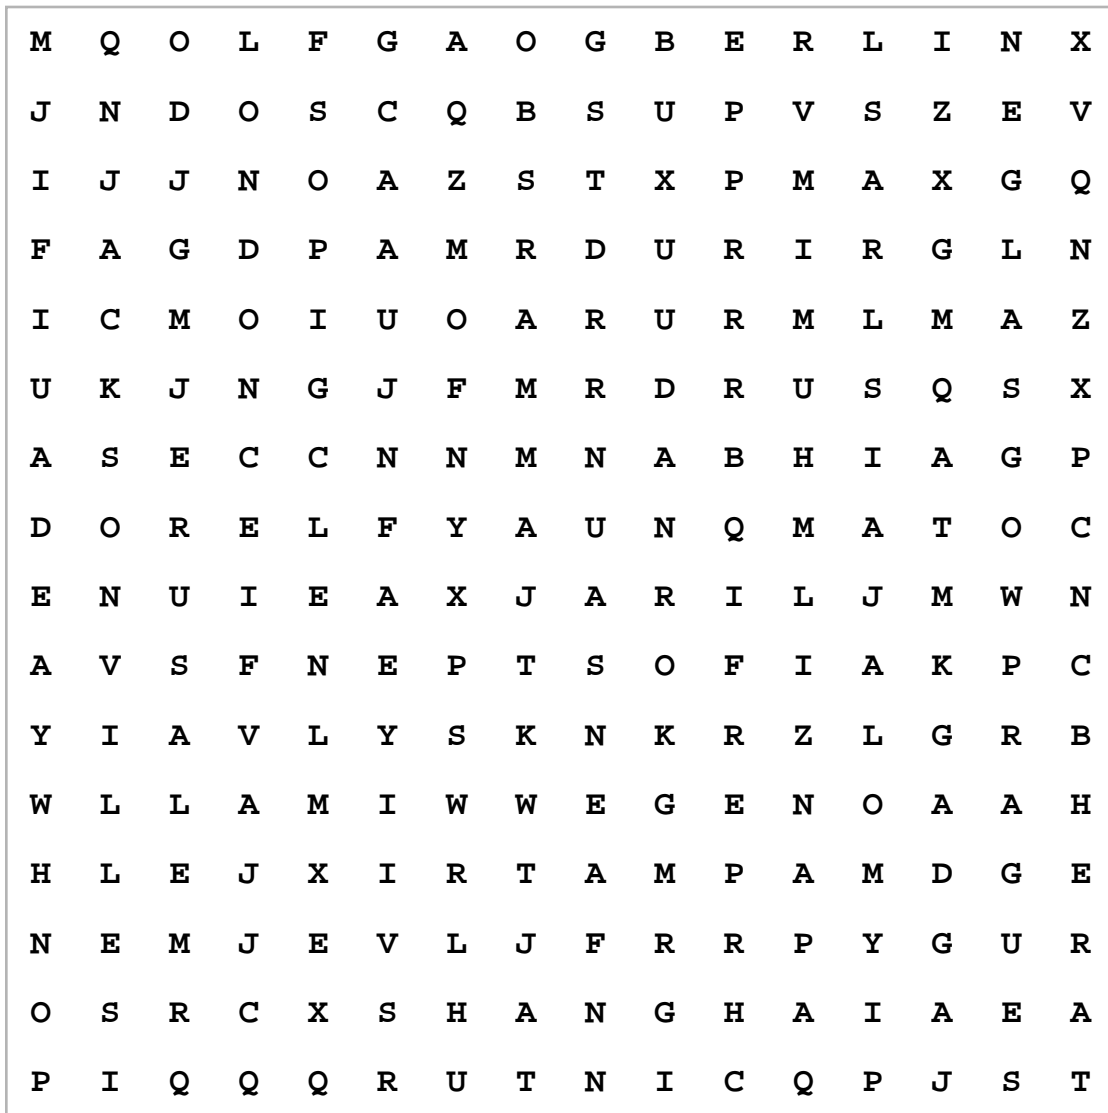 M Q O L F G A O G B E R L I N X
J N D O S C Q B S U P V S Z E V
I J J N O A Z S T X P M A X G Q
F A G D P A M R D U R I R G L N
I C M O I U O A R U R M L M A Z
U K J N G J F M R D R U S Q S X
A S E C C N N M N A B H I A G P
D O R E L F Y A U N Q M A T O C
E N U I E A X J A R I L J M W N
A V S F N E P T S O F I A K P C
Y I A V L Y S K N K R Z L G R B
W L L A M I W W E G E N O A A H
H L E J X I R T A M P A M D G E
N E M J E V L J F R R P Y G U R
O S R C X S H A N G H A I A E A
P I Q Q Q R U T N I C Q P J S T